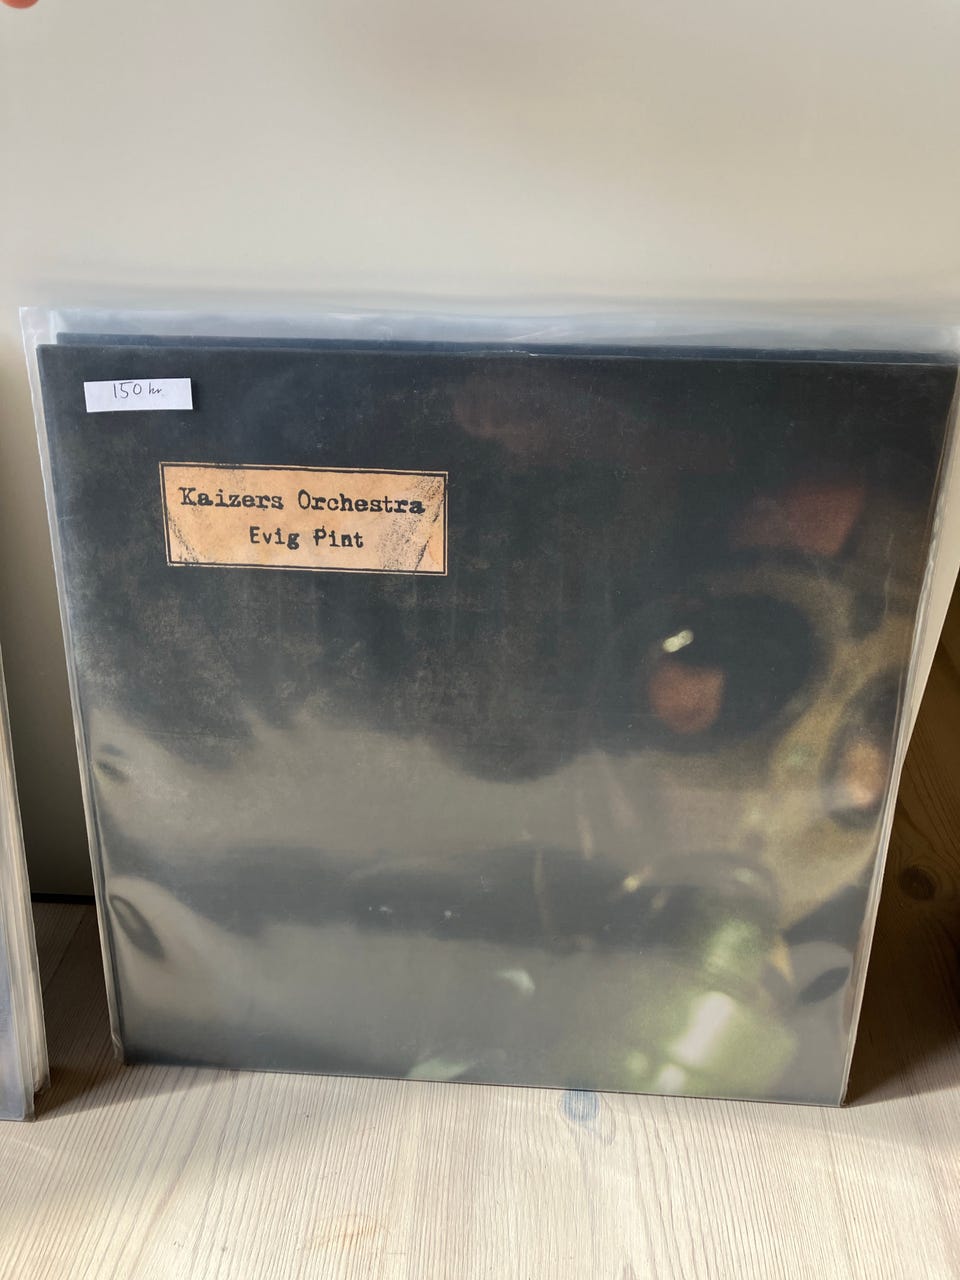 150 kr
Kaizers Orchestra
Evig Pint